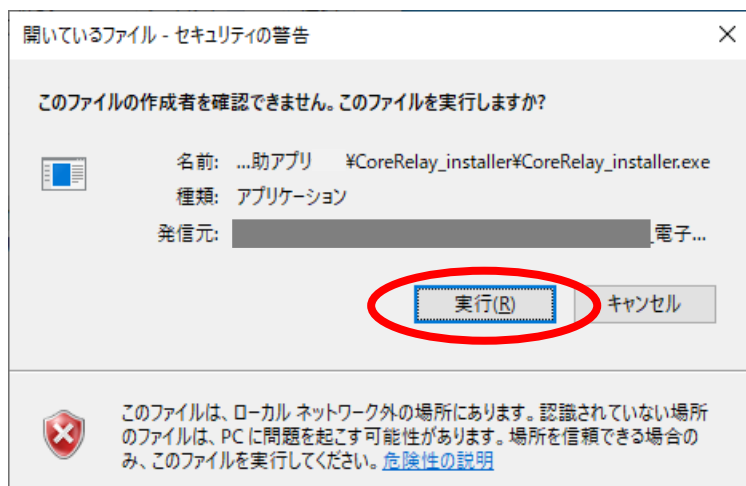 開いているファイル - セキュリティの警告
このファイルの作成者を確認できません。このファイルを実行しますか?
名前: ...助アプリ ¥CoreRelay_installer¥CoreRelay_installer.exe
種類: アプリケーション
発信元: _電子...
実行(R) キャンセル
このファイルは、ローカル ネットワーク外の場所にあります。認識されていない場所
のファイルは、PC に問題を起こす可能性があります。場所を信頼できる場合の
み、このファイルを実行してください。危険性の説明